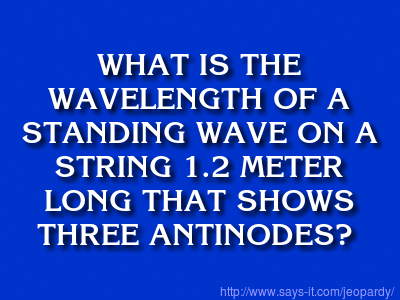 WHAT IS THE
WAVELENGTH OF A
STANDING WAVE ON A
STRING 1.2 METER
LONG THAT SHOWS
THREE ANTINODES?
http://www.says-it.com/jeopardy/